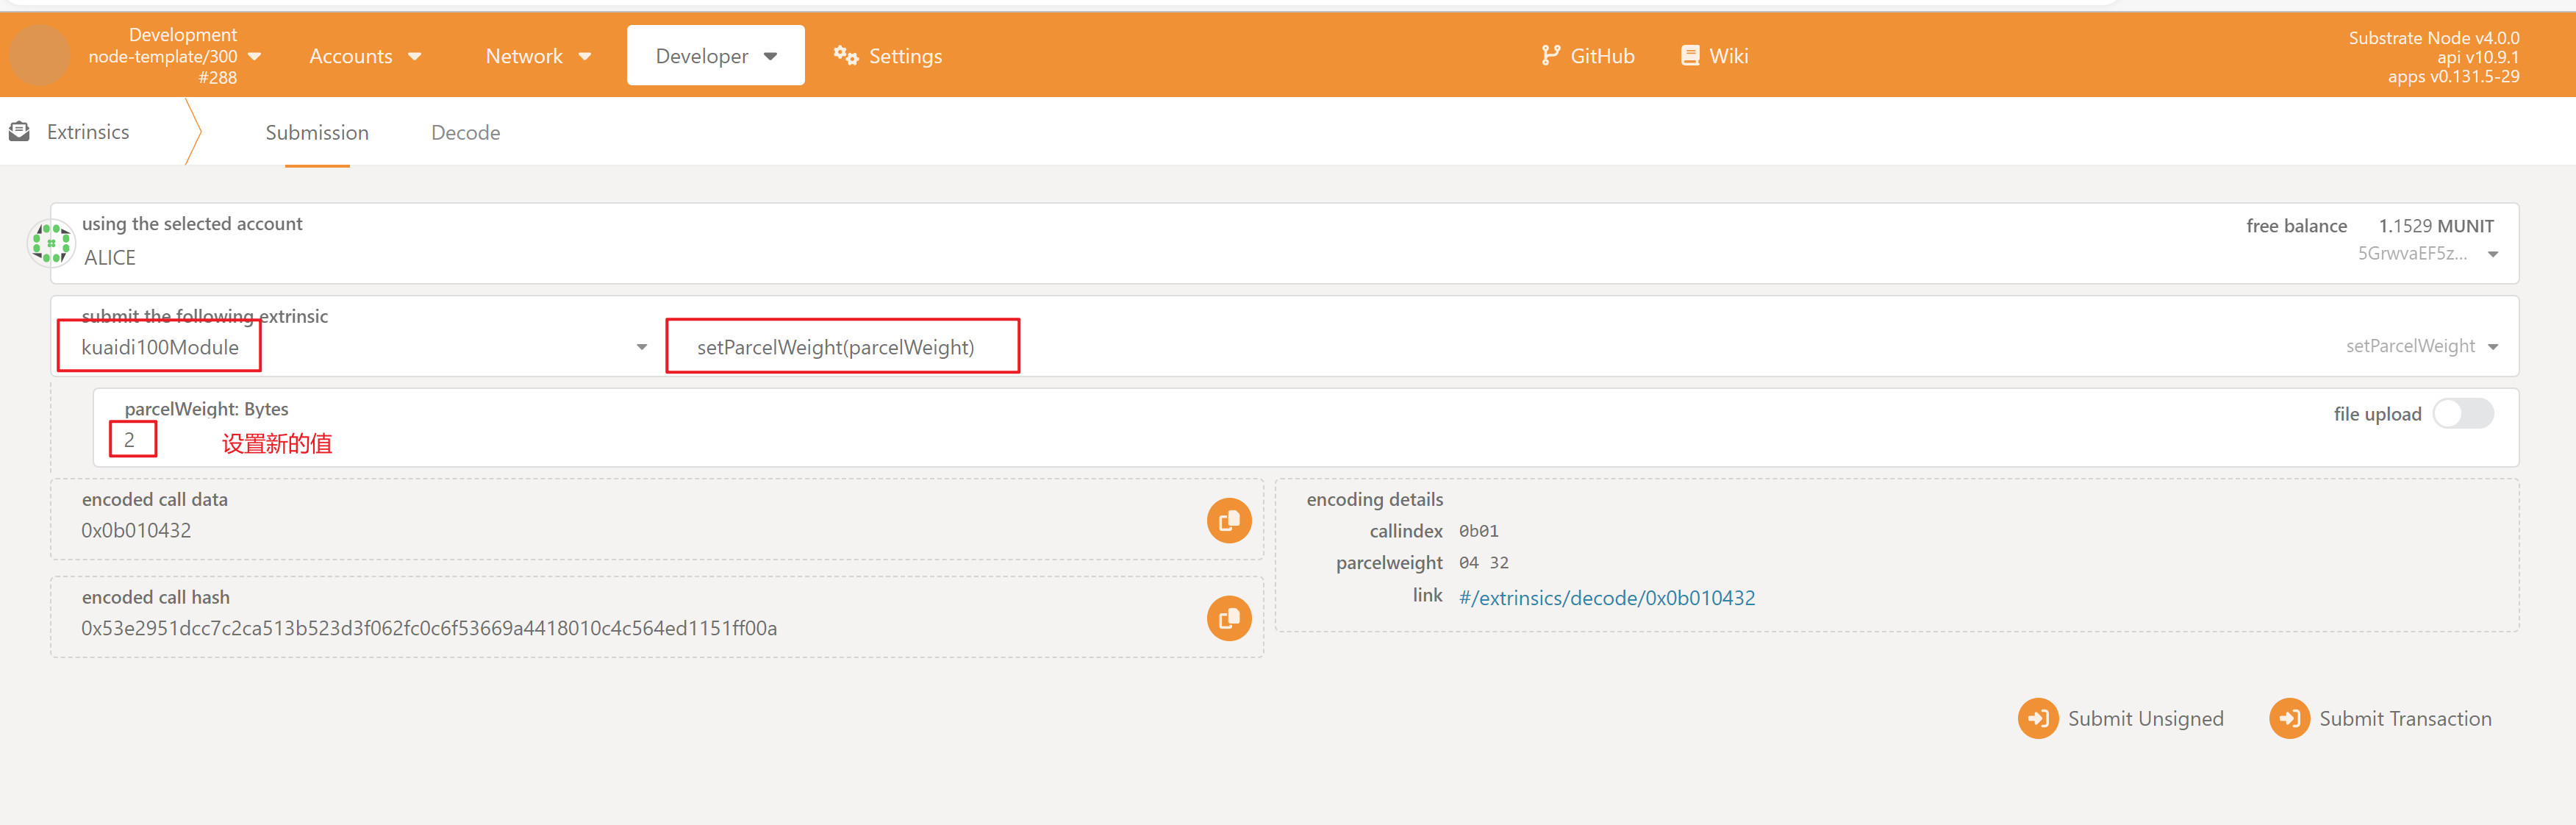 Development
node-template/300
#288
Accounts
Network
Developer
Settings
GitHub
Wiki
Substrate Node v4.0.0
api v10.9.1
apps v0.131.5-29
Extrinsics
Submission
Decode
using the selected account
ALICE
free balance 1.1529 MUNIT
5GrwvaEF5z...
submit the following extrinsic
kuaidi100Module
setParcelWeight(parcelWeight)
setParcelWeight
parcelWeight: Bytes
2
设置新的值
file upload
encoded call data
0x0b010432
encoding details
callindex 0b01
parcelweight 04 32
link #/extrinsics/decode/0x0b010432
encoded call hash
0x53e2951dcc7c2ca513b523d3f062fc0c6f53669a4418010c4c564ed1151ff00a
Submit Unsigned
Submit Transaction